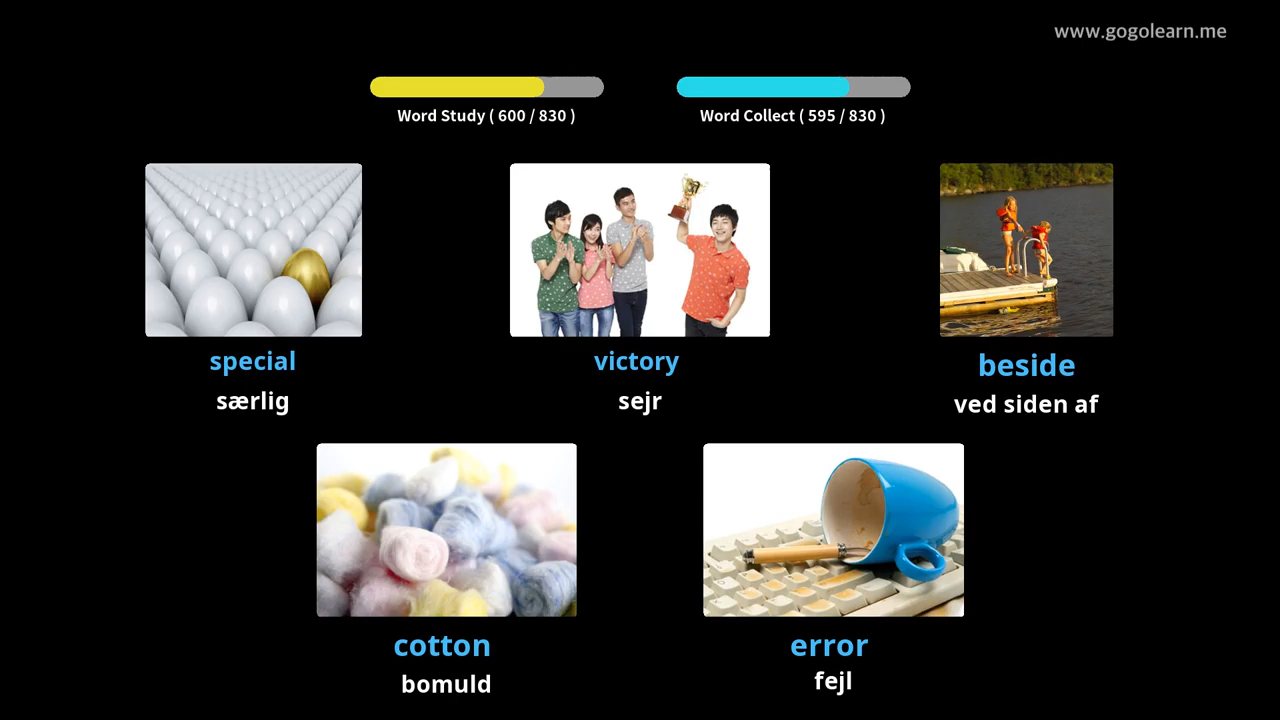 www.gogolearn.me
Word Study ( 600 / 830 )
Word Collect ( 595 / 830 )
special
særlig
victory
sejr
beside
ved siden af
cotton
bomuld
error
fejl